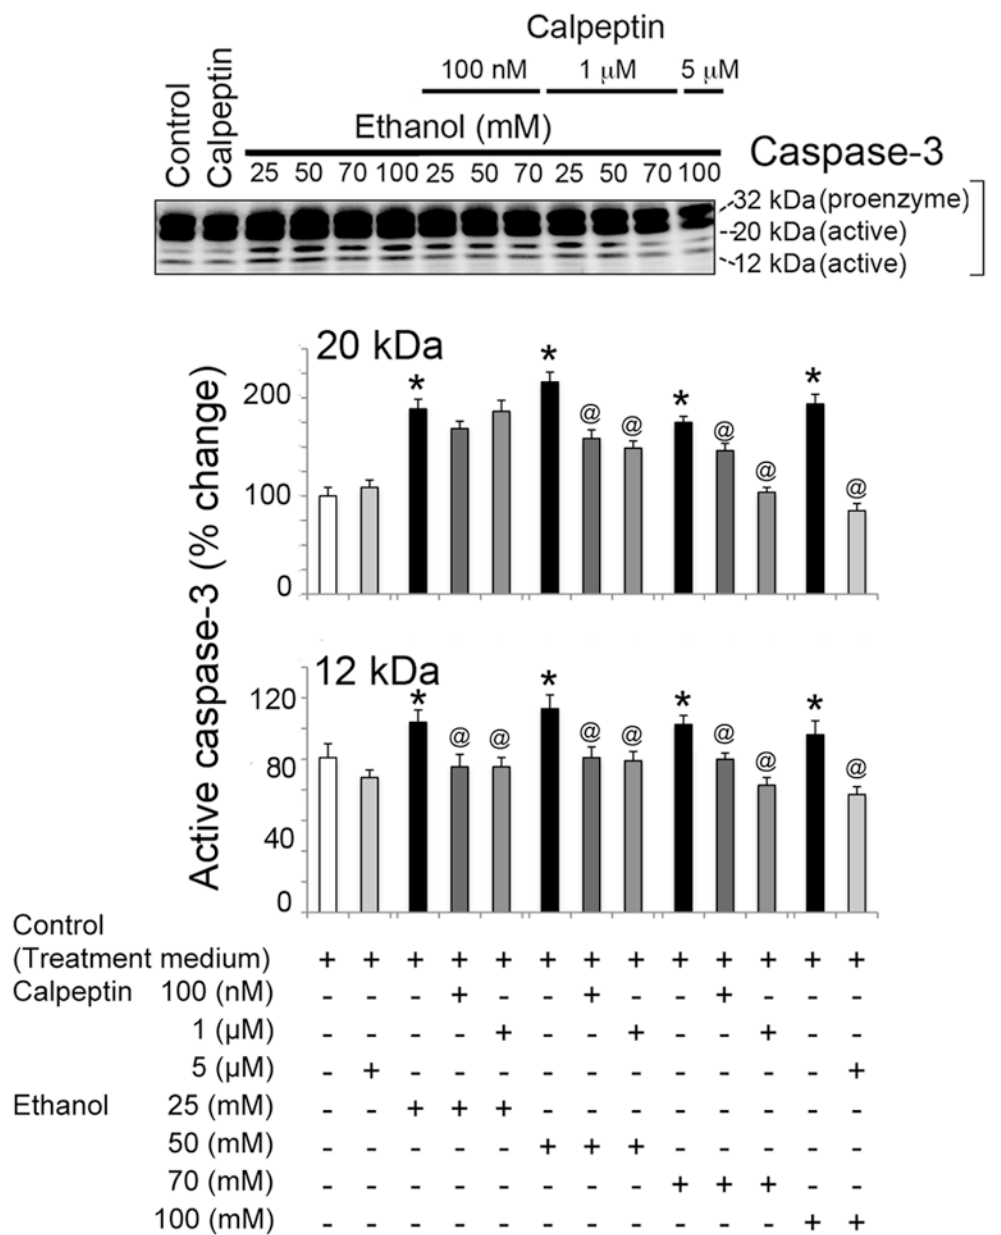 Calpeptin
100 nM 1 µM 5 µM
Control
Calpeptin
Ethanol (mM)
25 50 70 100 25 50 70 25 50 70 100
Caspase-3
32 kDa (proenzyme)
20 kDa (active)
12 kDa (active)
Active caspase-3 (% change)
20 kDa
200
100
0
* * * *
@ @ @ @ @
12 kDa
120
80
40
0
* * * *
@ @ @ @ @ @ @
Control
(Treatment medium) + + + + + + + + + + + + +
Calpeptin 100 (nM) - - - + - - + - - + - - -
1 (µM) - - - - + - - + - - + - -
5 (µM) - + - - - - - - - - - - +
Ethanol 25 (mM) - - + + + - - - - - - - -
50 (mM) - - - - - + + + - - - - -
70 (mM) - - - - - - - - + + + - -
100 (mM) - - - - - - - - - - - + +